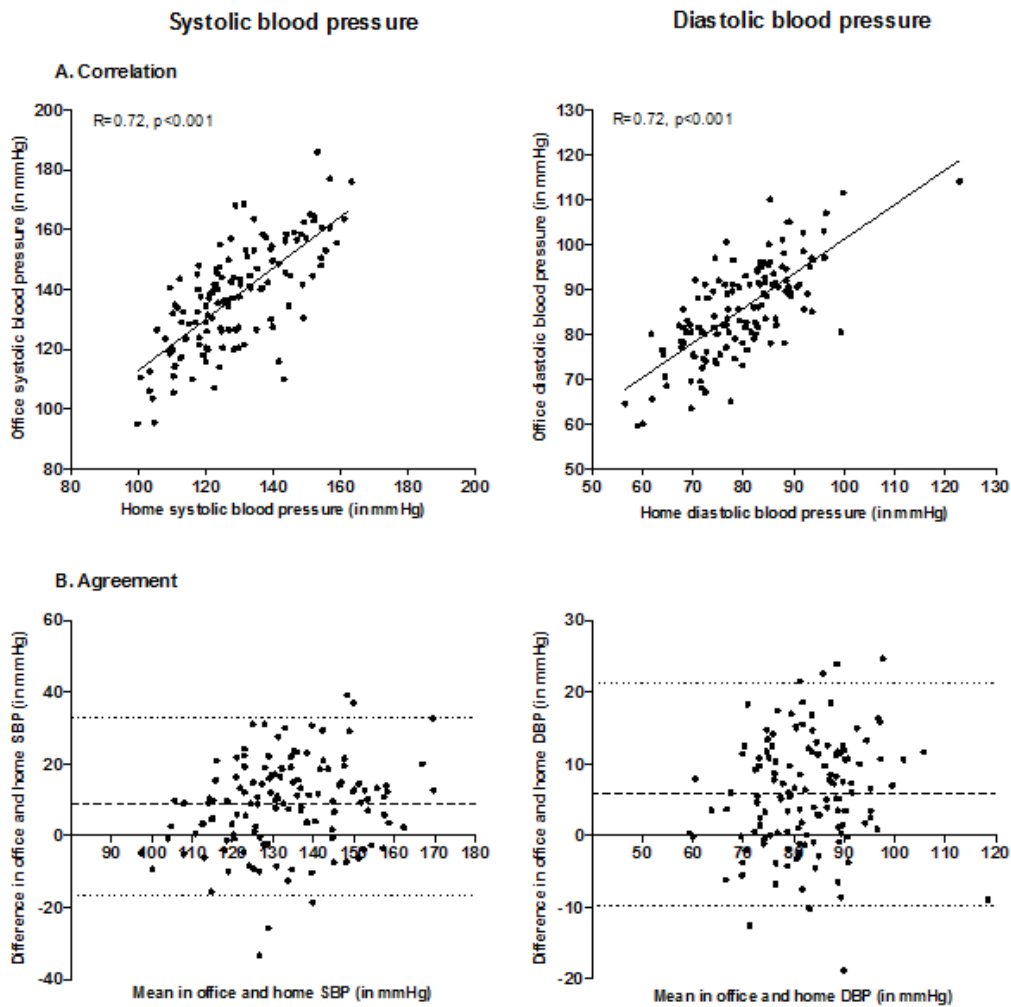 Systolic blood pressure
Diastolic blood pressure
A. Correlation
R=0.72, p<0.001
Office systolic blood pressure (in mmHg)
200
180
160
140
120
100
80
80 100 120 140 160 180 200
Home systolic blood pressure (in mmHg)
R=0.72, p<0.001
Office diastolic blood pressure (in mmHg)
130
120
110
100
90
80
70
60
50
50 60 70 80 90 100 110 120 130
Home diastolic blood pressure (in mmHg)
B. Agreement
Difference in office and home SBP (in mmHg)
60
40
20
0
-20
-40
90 100 110 120 130 140 150 160 170 180
Mean in office and home SBP (in mmHg)
Difference in office and home DBP (in mmHg)
30
20
10
0
-10
-20
50 60 70 80 90 100 110 120
Mean in office and home DBP (in mmHg)